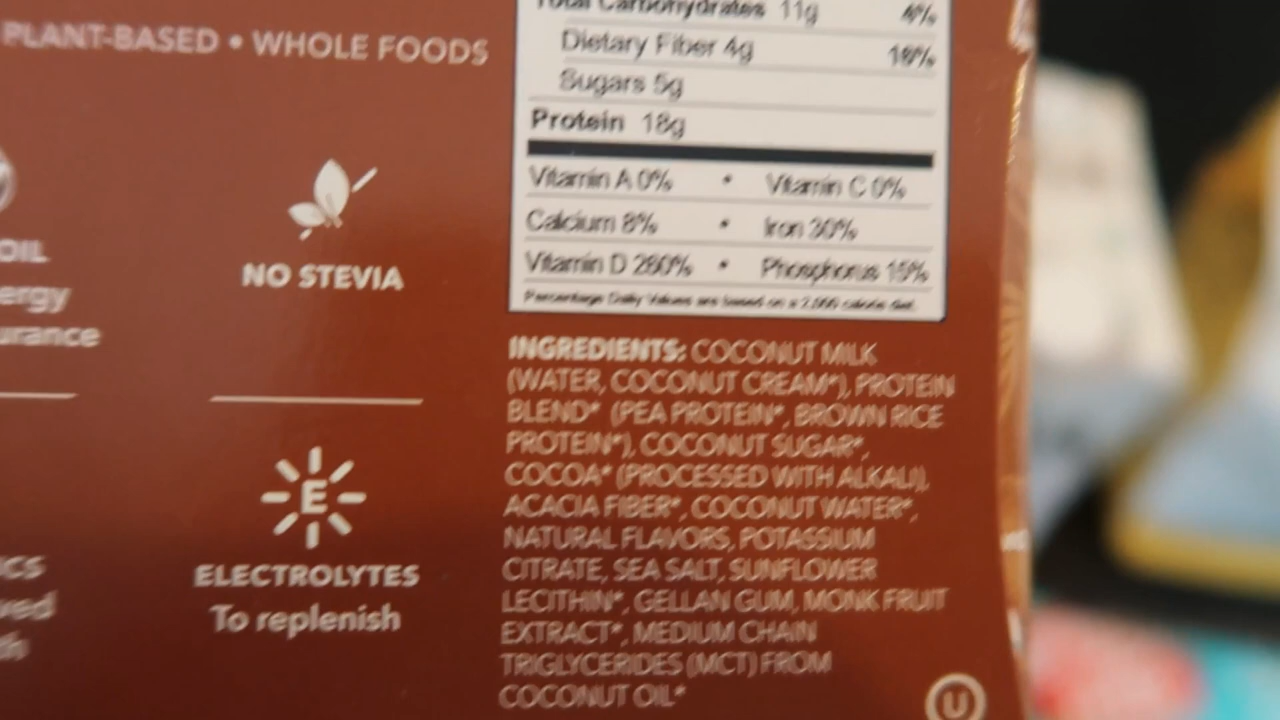 PLANT-BASED • WHOLE FOODS
OIL
ergy
urance
NO STEVIA
E
ELECTROLYTES
To replenish
ICS
ved
th
Total Carbohydrates 11g 4%
Dietary Fiber 4g 16%
Sugars 5g
Protein 18g
Vitamin A 0% • Vitamin C 0%
Calcium 8% • Iron 30%
Vitamin D 260% • Phosphorus 15%
Percentage Daily Values are based on a 2,000 calorie diet.
INGREDIENTS: COCONUT MILK
(WATER, COCONUT CREAM*), PROTEIN
BLEND* (PEA PROTEIN*, BROWN RICE
PROTEIN*), COCONUT SUGAR*,
COCOA* (PROCESSED WITH ALKALI),
ACACIA FIBER*, COCONUT WATER*,
NATURAL FLAVORS, POTASSIUM
CITRATE, SEA SALT, SUNFLOWER
LECITHIN*, GELLAN GUM, MONK FRUIT
EXTRACT*, MEDIUM CHAIN
TRIGLYCERIDES (MCT) FROM
COCONUT OIL*
U